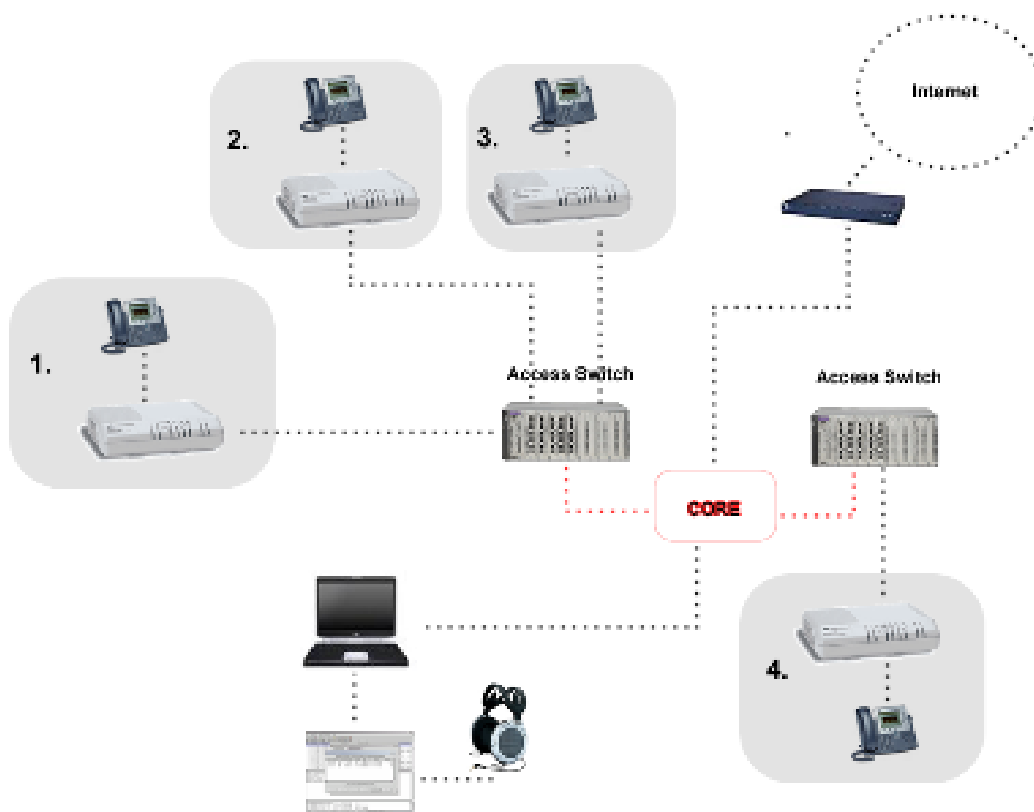 Internet
2.
3.
1.
Access Switch
Access Switch
CORE
4.